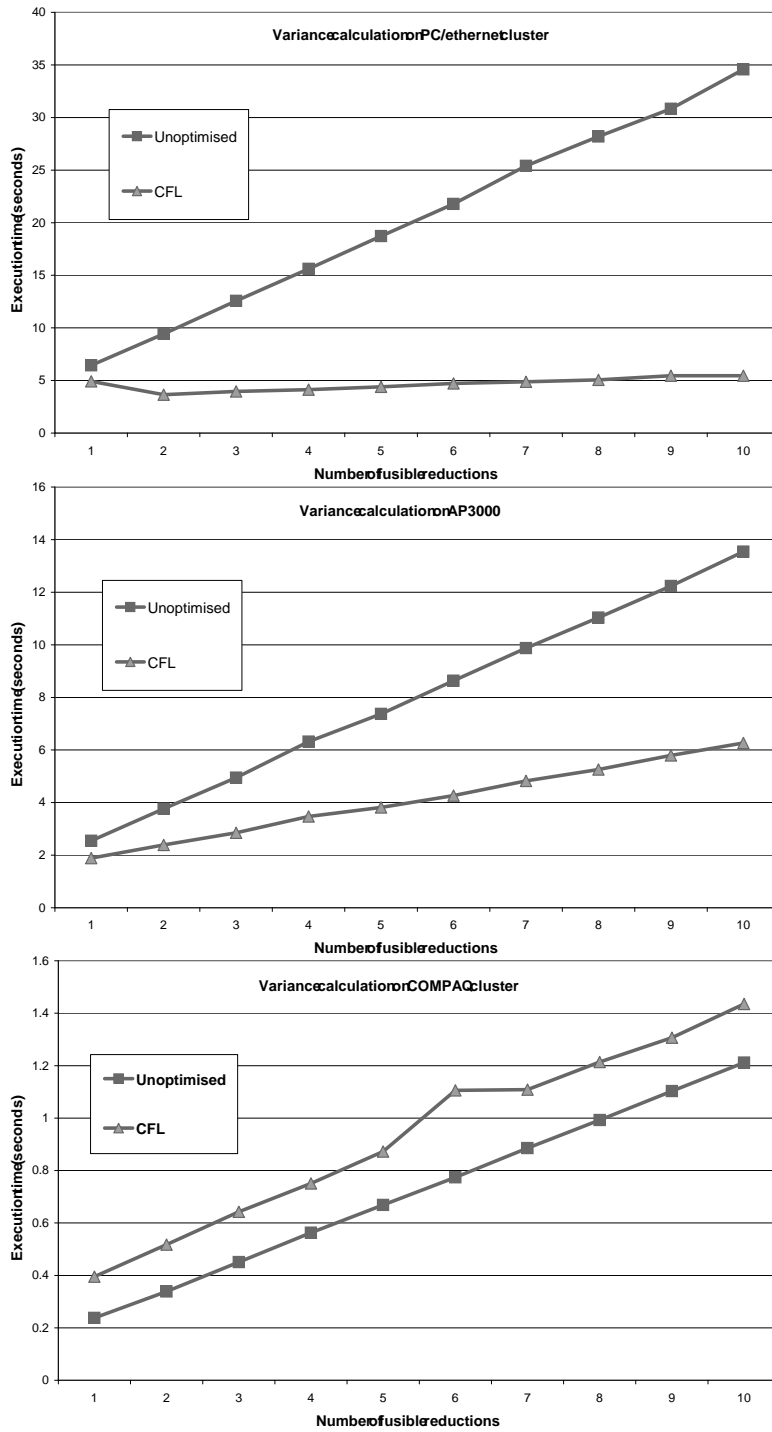 Variance calculation on PC/ethernet cluster
40
35
30
25
20
15
10
5
0
Execution time (seconds)
Unoptimised
CFL
1 2 3 4 5 6 7 8 9 10
Number of fusible reductions
Variance calculation on AP3000
16
14
12
10
8
6
4
2
0
Execution time (seconds)
Unoptimised
CFL
1 2 3 4 5 6 7 8 9 10
Number of fusible reductions
Variance calculation on COMPAQ cluster
1.6
1.4
1.2
1
0.8
0.6
0.4
0.2
0
Execution time (seconds)
Unoptimised
CFL
1 2 3 4 5 6 7 8 9 10
Number of fusible reductions